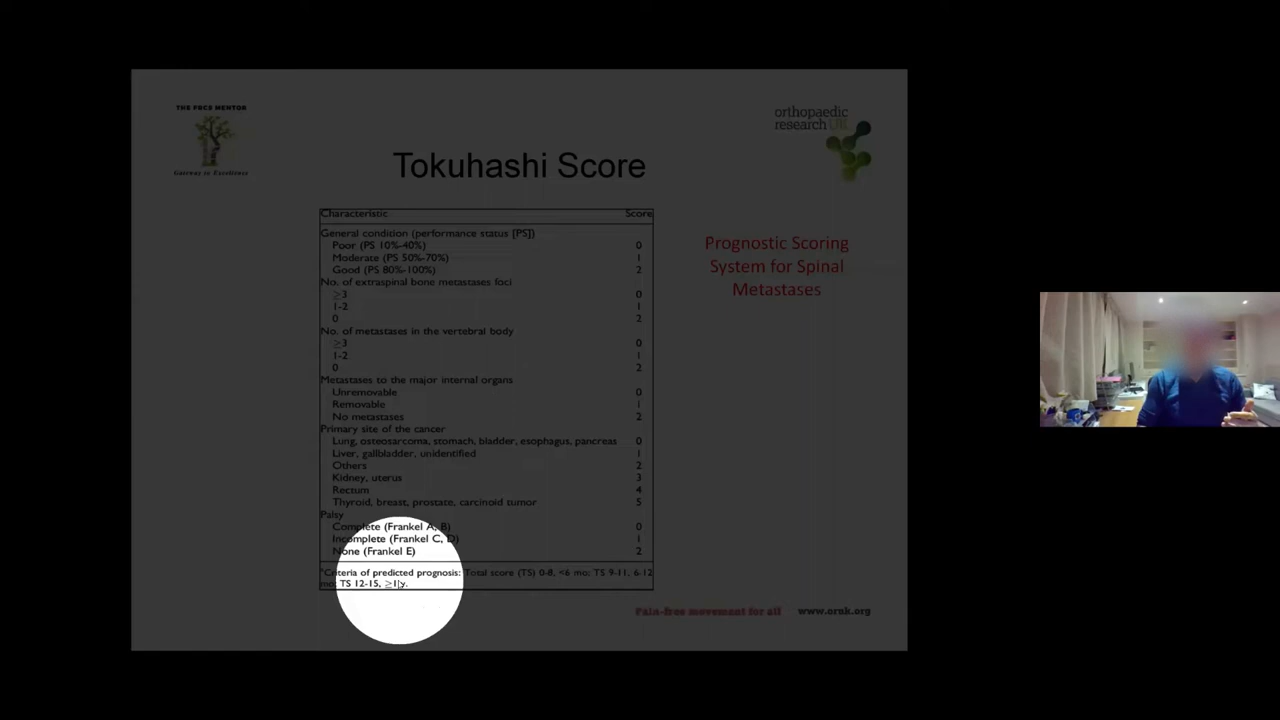 THE FRCS MENTOR
Gateway to Excellence
orthopaedic
research UK
Tokuhashi Score
Prognostic Scoring
System for Spinal
Metastases
Characteristic Score
General condition (performance status [PS])
Poor (PS 10%-40%) 0
Moderate (PS 50%-70%) 1
Good (PS 80%-100%) 2
No. of extraspinal bone metastases foci
≥3 0
1-2 1
0 2
No. of metastases in the vertebral body
≥3 0
1-2 1
0 2
Metastases to the major internal organs
Unremovable 0
Removable 1
No metastases 2
Primary site of the cancer
Lung, osteosarcoma, stomach, bladder, esophagus, pancreas 0
Liver, gallbladder, unidentified 1
Others 2
Kidney, uterus 3
Rectum 4
Thyroid, breast, prostate, carcinoid tumor 5
Palsy
Complete (Frankel A, B) 0
Incomplete (Frankel C, D) 1
None (Frankel E) 2
Criteria of predicted prognosis: Total score (TS) 0-8, <6 mo; TS 9-11, 6-12
mo; TS 12-15, ≥1 y.
Pain-free movement for all www.oruk.org